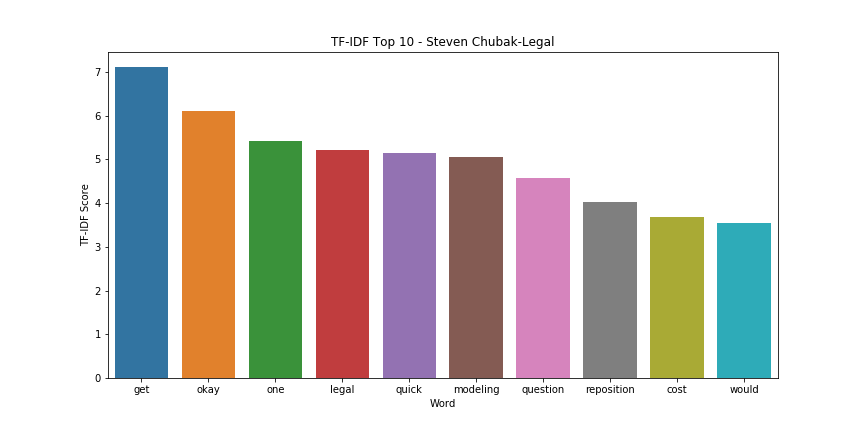 TF-IDF Top 10 - Steven Chubak-Legal
TF-IDF Score
7
6
5
4
3
2
1
0
get okay one legal quick modeling question reposition cost would
Word